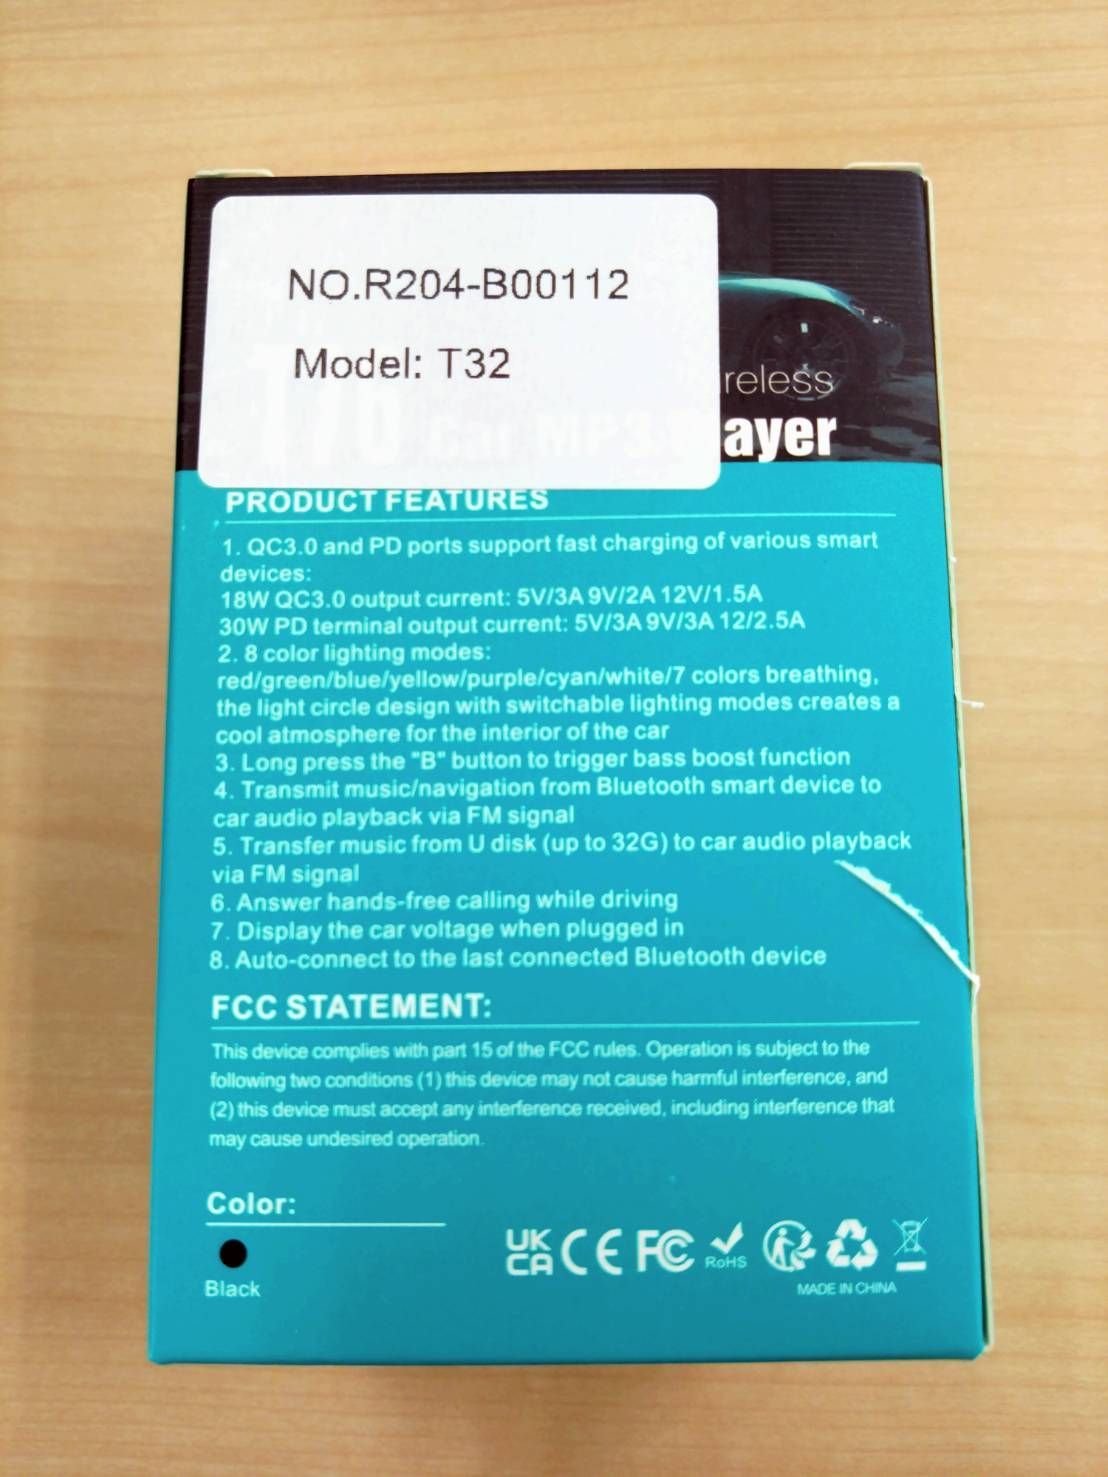 NO.R204-B00112
Model: T32
reless
Car MP3 ayer
PRODUCT FEATURES
1. QC3.0 and PD ports support fast charging of various smart
devices:
18W QC3.0 output current: 5V/3A 9V/2A 12V/1.5A
30W PD terminal output current: 5V/3A 9V/3A 12/2.5A
2. 8 color lighting modes:
red/green/blue/yellow/purple/cyan/white/7 colors breathing,
the light circle design with switchable lighting modes creates a
cool atmosphere for the interior of the car
3. Long press the "B" button to trigger bass boost function
4. Transmit music/navigation from Bluetooth smart device to
car audio playback via FM signal
5. Transfer music from U disk (up to 32G) to car audio playback
via FM signal
6. Answer hands-free calling while driving
7. Display the car voltage when plugged in
8. Auto-connect to the last connected Bluetooth device
FCC STATEMENT:
This device complies with part 15 of the FCC rules. Operation is subject to the
following two conditions (1) this device may not cause harmful interference, and
(2) this device must accept any interference received, including interference that
may cause undesired operation.
Color:
Black
UK CA CE FC RoHS
MADE IN CHINA